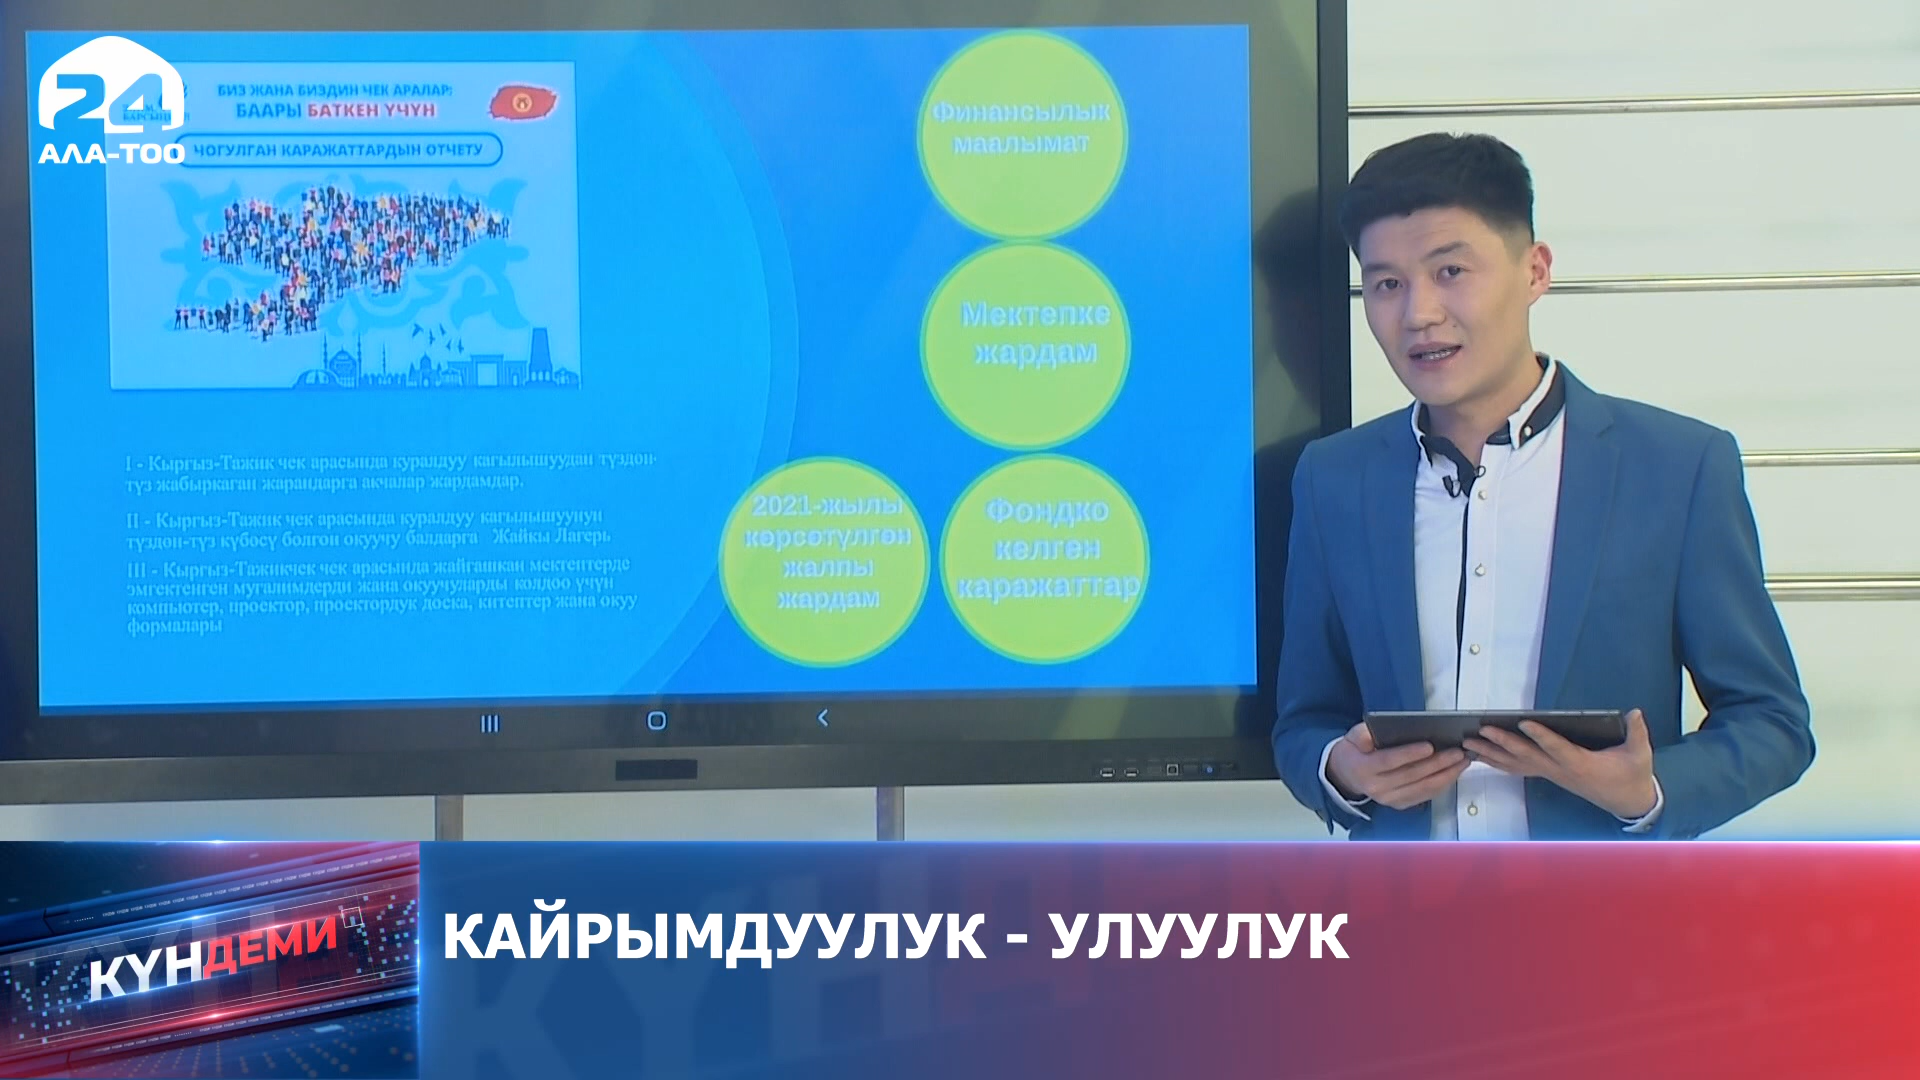 24
АЛА-ТОО
БИЗ ЖАНА БИЗДИН ЧЕК АРАЛАР:
БААРЫ БАТКЕН ҮЧҮН
ЧОГУЛГАН КАРАЖАТТАРДЫН ОТЧЕТУ
I - Кыргыз-Тажик чек арасында куралдуу кагылышуудан түздөн-
түз жабыркаган жарандарга акчалар жардамдар.
II - Кыргыз-Тажик чек арасында куралдуу кагылышуунун
түздөн-түз күбөсү болгон окуучу балдарга Жайкы Лагерь
III - Кыргыз-Тажикчек чек арасында жайгашкан мектептерде
эмгектенген мугалимдерди жана окуучуларды колдоо үчүн
компьютер, проектор, проектордук доска, китептер жана окуу
формалары
Финансылык
маалымат
Мектепке
жардам
2021-жылы
көрсөтүлгөн
жалпы
жардам
Фондко
келген
каражаттар
КҮНДЕМИ
КАЙРЫМДУУЛУК - УЛУУЛУК